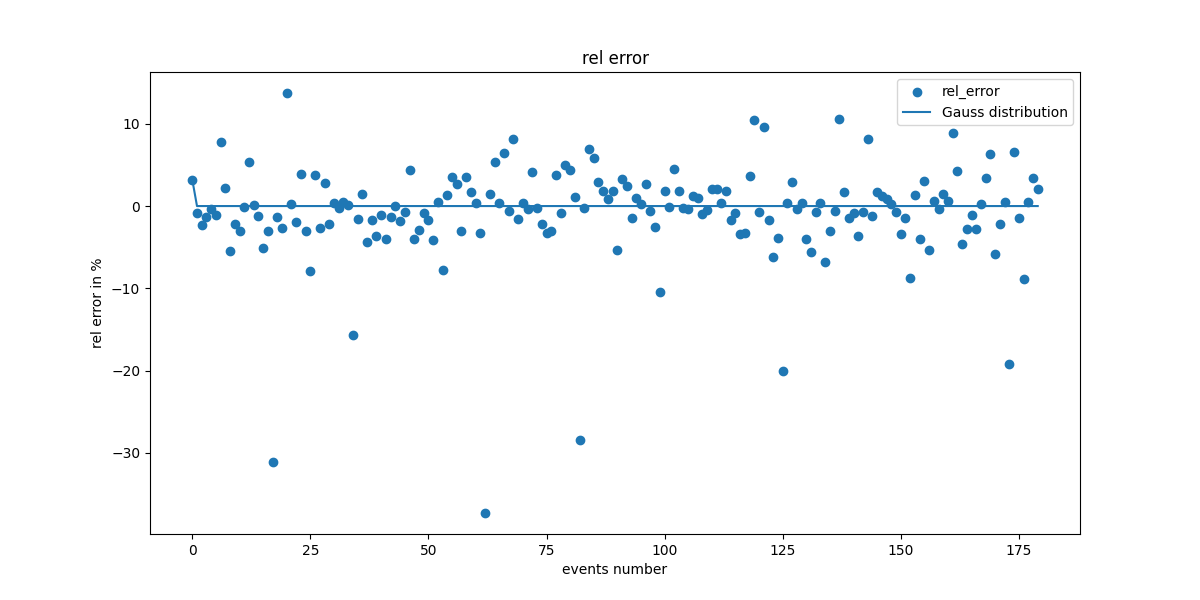 rel error
rel_error
Gauss distribution
rel error in %
10
0
−10
−20
−30
0 25 50 75 100 125 150 175
events number